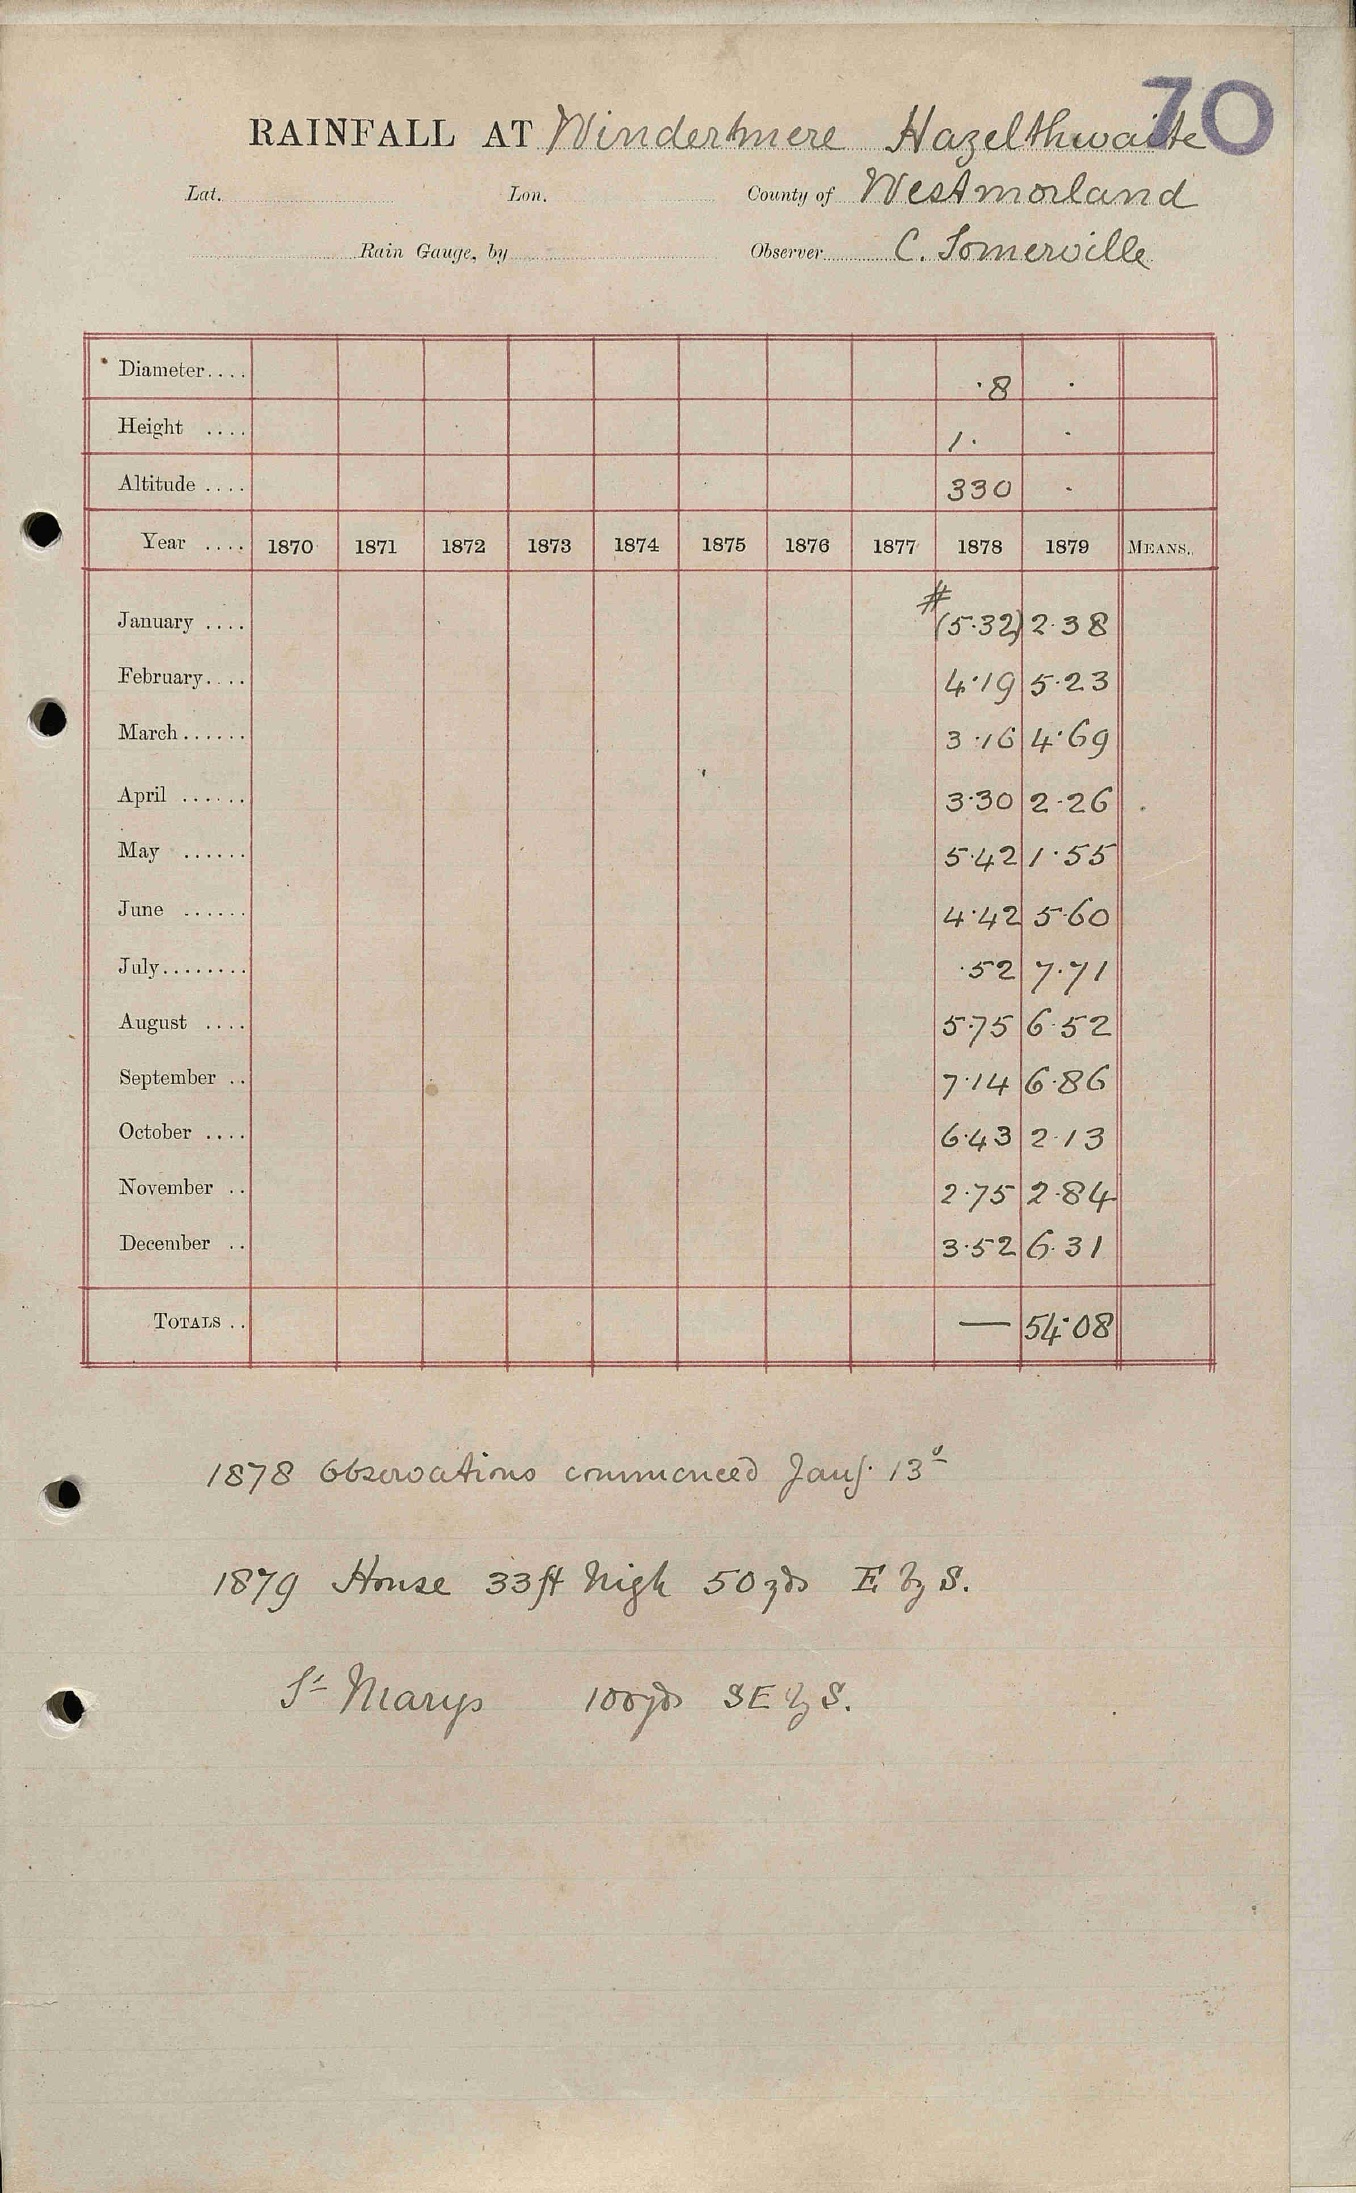 70
RAINFALL AT Windermere Hazelthwaite
Lat. Lon. County of Westmorland
Rain Gauge, by Observer C. Somerville
Diameter.... ·8 ·
Height .... 1. ·
Altitude .... 330 ·
Year .... 1870 1871 1872 1873 1874 1875 1876 1877 1878 1879 MEANS.
#
January .... (5·32) 2·38
February.... 4·19 5·23
March...... 3·16 4·69
April ...... 3·30 2·26
May ...... 5·42 1·55
June ...... 4·42 5·60
July........ ·52 7·71
August .... 5·75 6·52
September .. 7·14 6·86
October .... 6·43 2·13
November .. 2·75 2·84
December .. 3·52 6·31
TOTALS .. — 54·08
1878 Observations commenced Jany. 13
1879 House 33ft high 50 yds E by S.
St Marys 100yds SE by S.